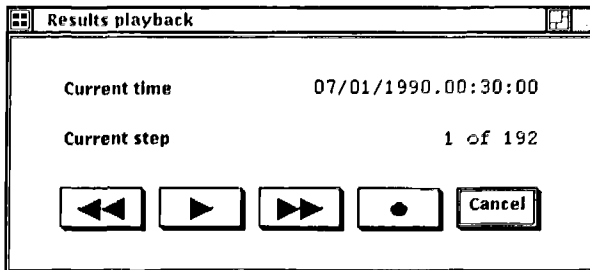 Results playback
Current time 07/01/1990.00:30:00
Current step 1 of 192
Cancel